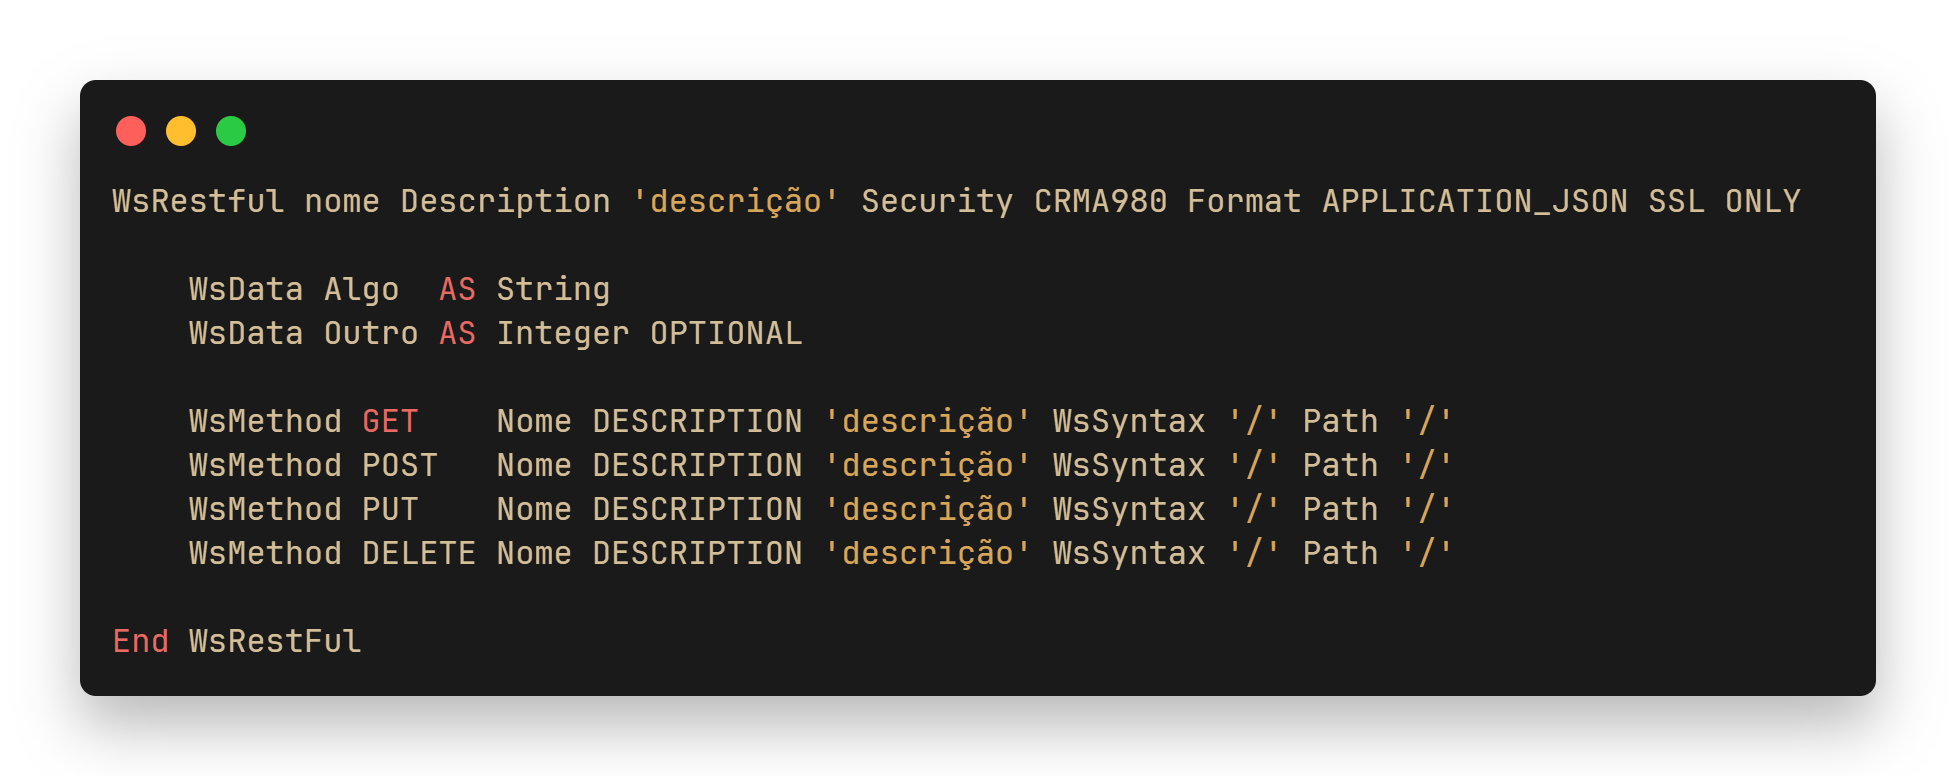 WsRestful nome Description 'descrição' Security CRMA980 Format APPLICATION_JSON SSL ONLY
WsData Algo  AS String
WsData Outro AS Integer OPTIONAL
WsMethod GET    Nome DESCRIPTION 'descrição' WsSyntax '/' Path '/'
WsMethod POST   Nome DESCRIPTION 'descrição' WsSyntax '/' Path '/'
WsMethod PUT    Nome DESCRIPTION 'descrição' WsSyntax '/' Path '/'
WsMethod DELETE Nome DESCRIPTION 'descrição' WsSyntax '/' Path '/'
End WsRestFul